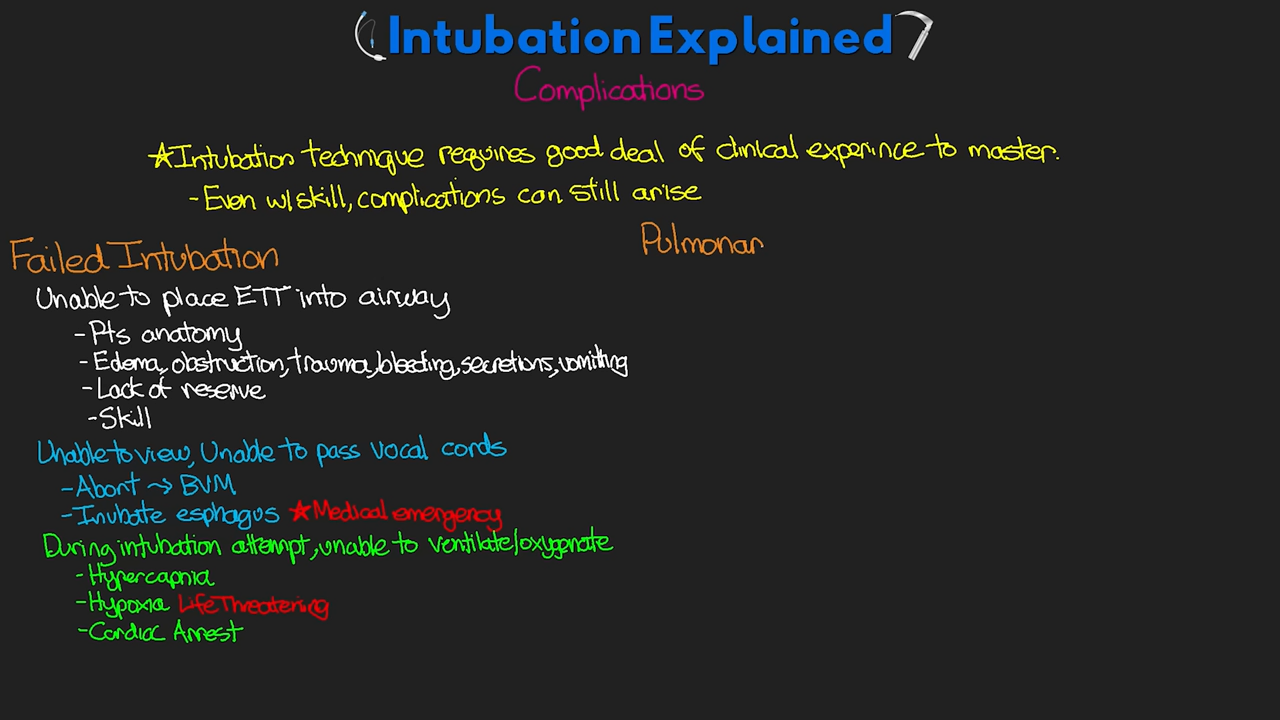 Intubation Explained
Complications
☆Intubation technique requires good deal of clinical experince to master.
- Even w/ skill, complications can still arise
Failed Intubation
Unable to place ETT into airway
- Pts anatomy
- Edema, obstruction, trauma, bleeding, secretions, vomiting
- Lack of reserve
- Skill
Unable to view, Unable to pass vocal cords
- Abort → BVM
- Inubate esphagus ★Medical emergency
During intubation attempt, unable to ventilate/oxygenate
- Hypercapnia
- Hypoxia Life Threatening
- Cardiac Arrest
Pulmonar